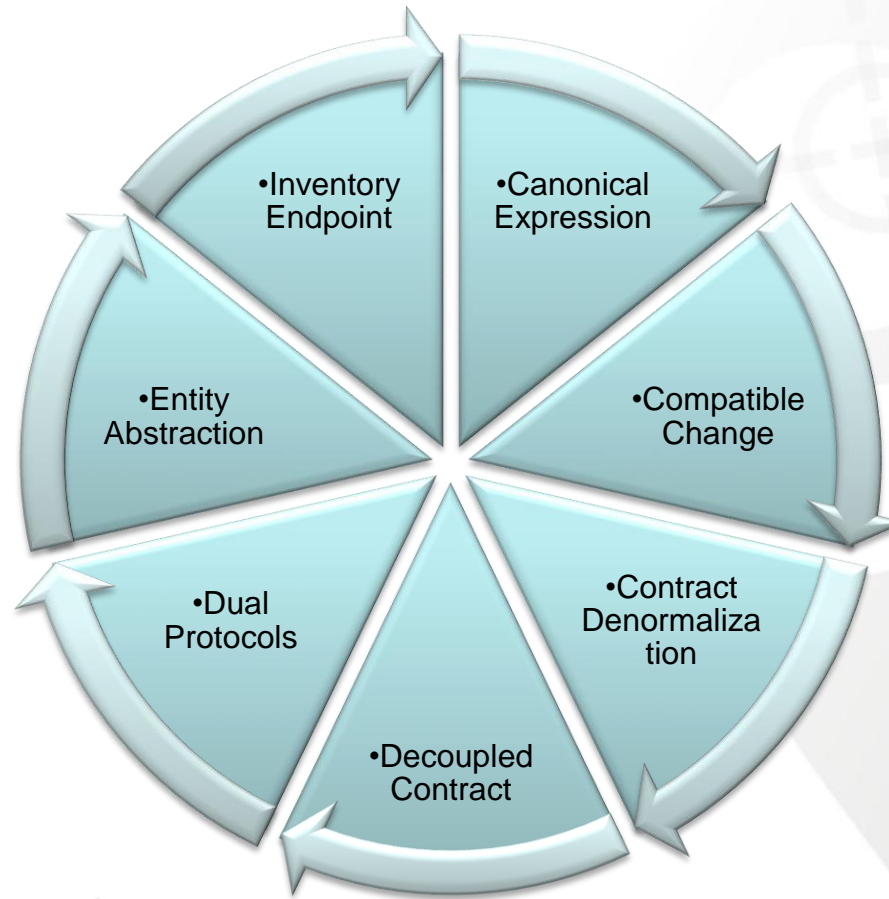 •Inventory
Endpoint
•Canonical
Expression
•Entity
Abstraction
•Compatible
Change
•Dual
Protocols
•Contract
Denormaliza
tion
•Decoupled
Contract